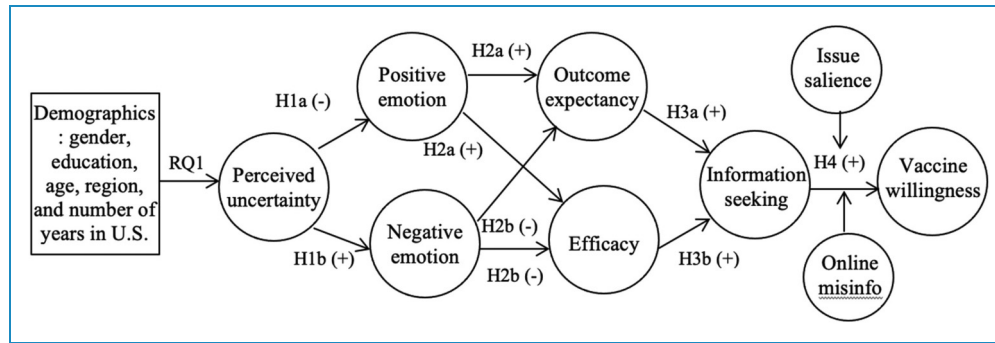 Demographics
: gender,
education,
age, region,
and number of
years in U.S.
RQ1
Perceived
uncertainty
H1a (-)
H1b (+)
Positive
emotion
Negative
emotion
H2a (+)
H2a (+)
H2b (-)
H2b (-)
Outcome
expectancy
Efficacy
H3a (+)
H3b (+)
Information
seeking
Issue
salience
H4 (+)
Online
misinfo
Vaccine
willingness